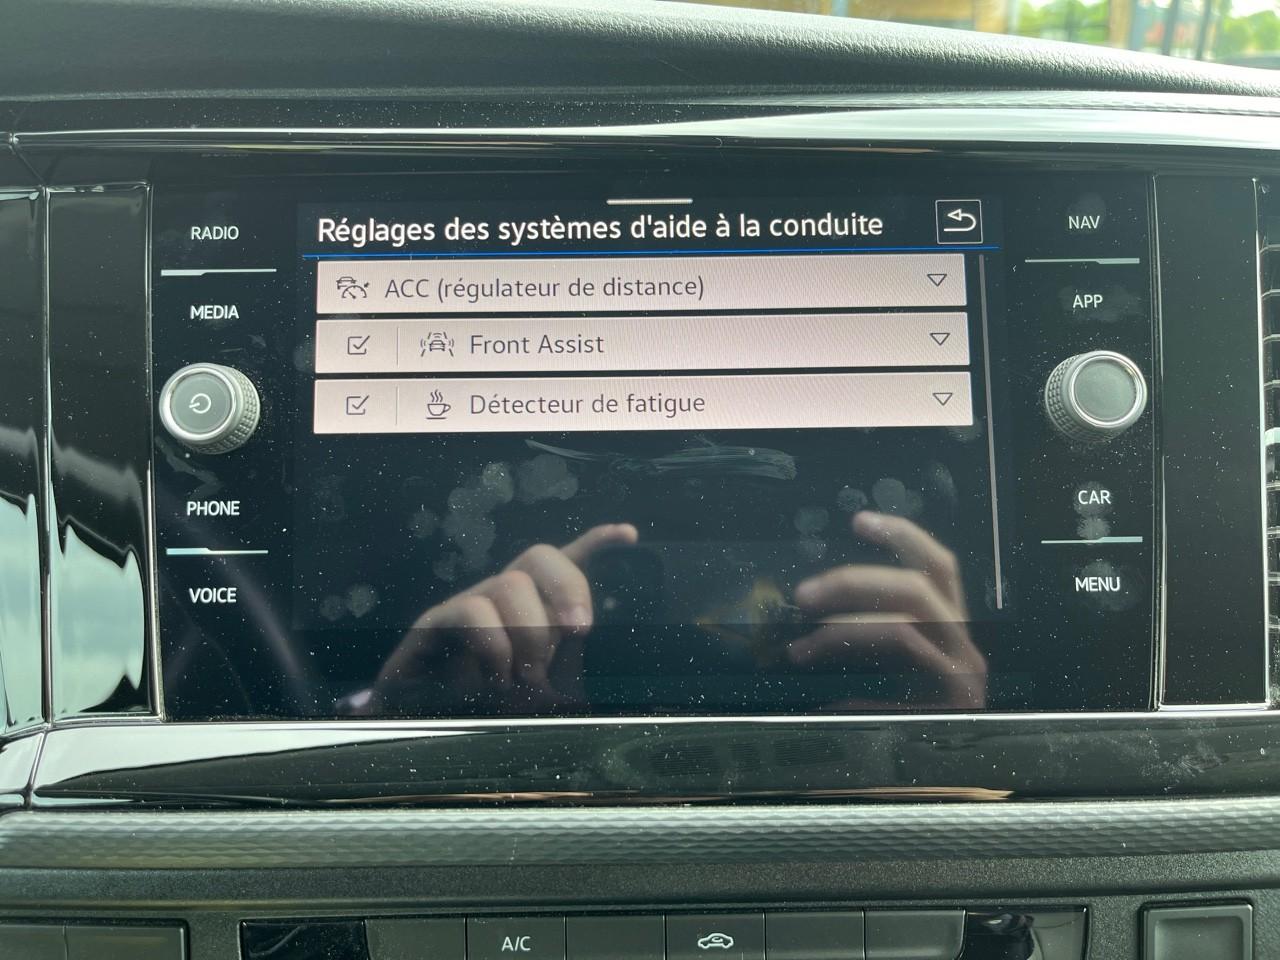 RADIO
MEDIA
PHONE
VOICE
Réglages des systèmes d'aide à la conduite
ACC (régulateur de distance)
Front Assist
Détecteur de fatigue
NAV
APP
CAR
MENU
A/C